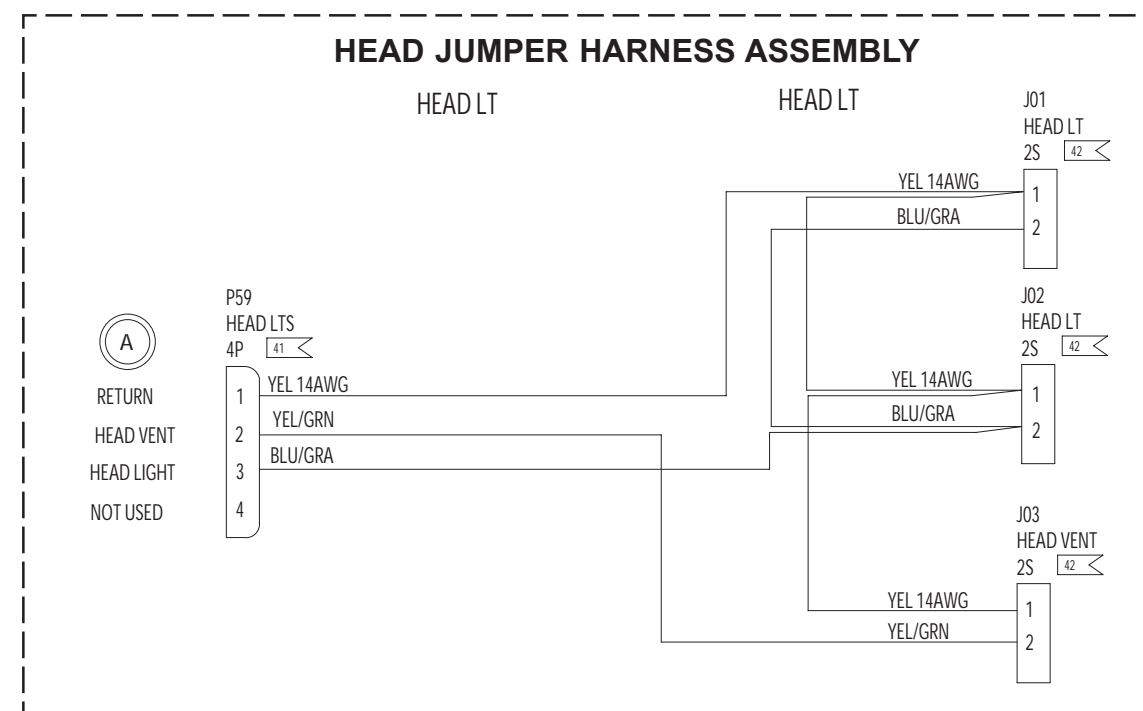 HEAD JUMPER HARNESS ASSEMBLY
HEAD LT
HEAD LT
J01
HEAD LT
2S 42
YEL 14AWG
1
BLU/GRA
2
P59
HEAD LTS
4P 41
A
RETURN
1
YEL 14AWG
HEAD VENT
2
YEL/GRN
HEAD LIGHT
3
BLU/GRA
NOT USED
4
J02
HEAD LT
2S 42
YEL 14AWG
1
BLU/GRA
2
J03
HEAD VENT
2S 42
YEL 14AWG
1
YEL/GRN
2